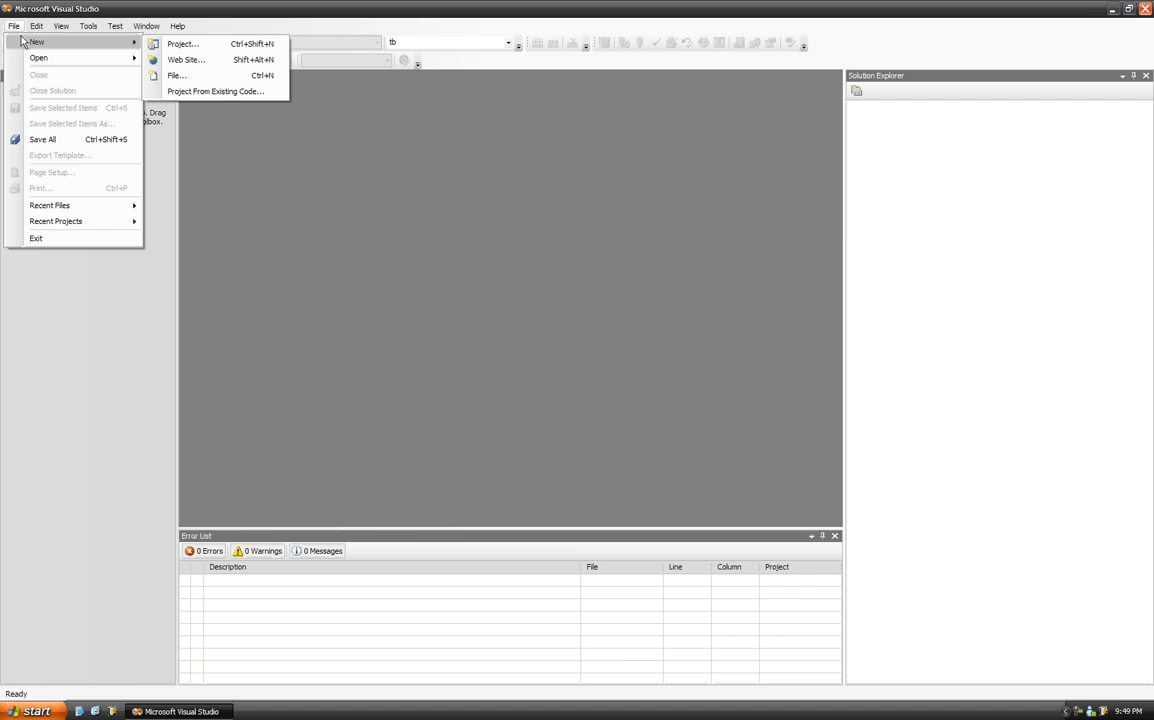 Microsoft Visual Studio
File Edit View Tools Test Window Help
New
Project... Ctrl+Shift+N
tb
Open
Web Site... Shift+Alt+N
Close
File... Ctrl+N
Solution Explorer
Close Solution
Project From Existing Code...
Save Selected Items Ctrl+S
. Drag
Save Selected Items As...
lbox.
Save All Ctrl+Shift+S
Export Template...
Page Setup...
Print... Ctrl+P
Recent Files
Recent Projects
Exit
Error List
0 Errors 0 Warnings 0 Messages
Description File Line Column Project
Ready
start Microsoft Visual Studio 9:49 PM